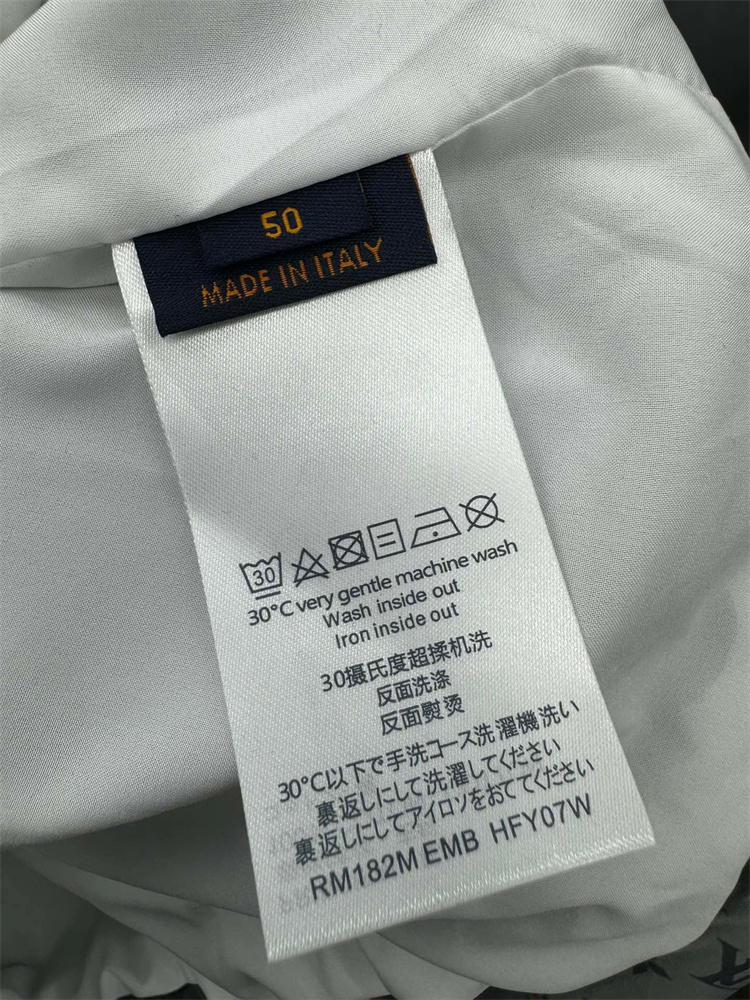 50
MADE IN ITALY
30
30°C very gentle machine wash
Wash inside out
Iron inside out
30摄氏度超揉机洗
反面洗涤
反面熨烫
30°C以下で手洗コース洗濯機洗い
裏返しにして洗濯してください
裏返しにしてアイロソをおててください
RM182M EMB HFY07W